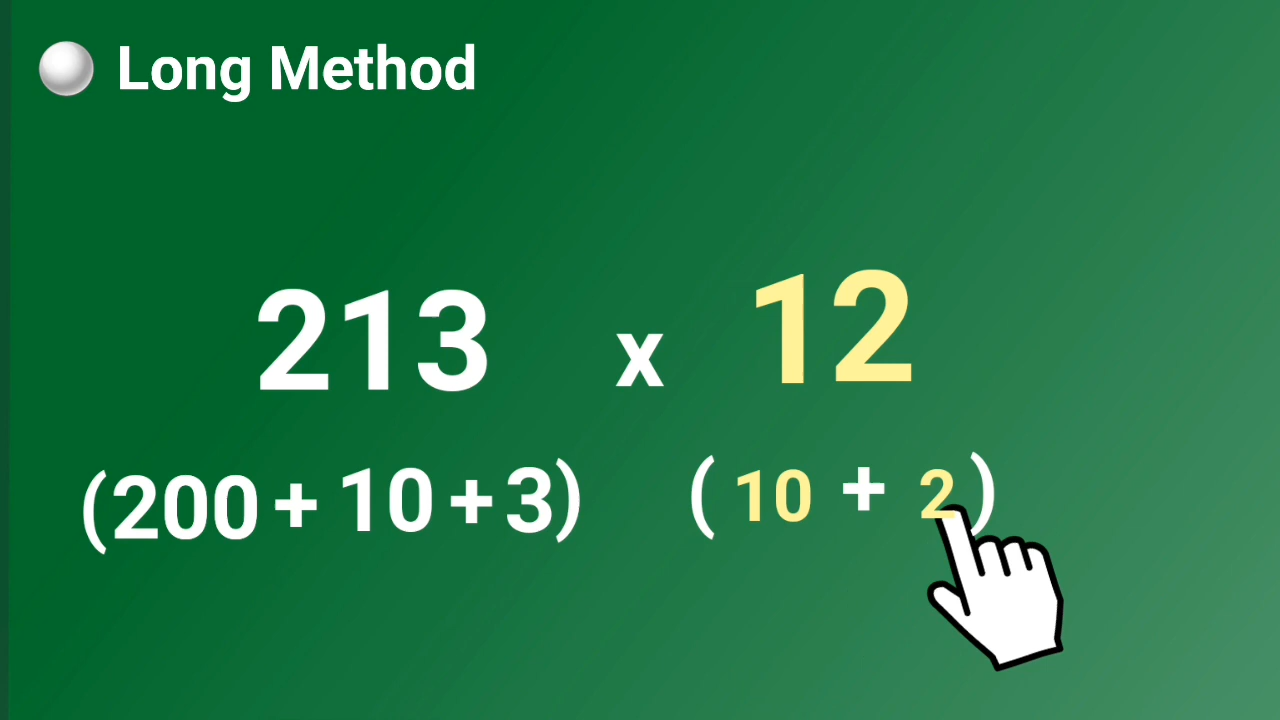 Long Method
213 x 12
(200 + 10 + 3) ( 10 + 2 )